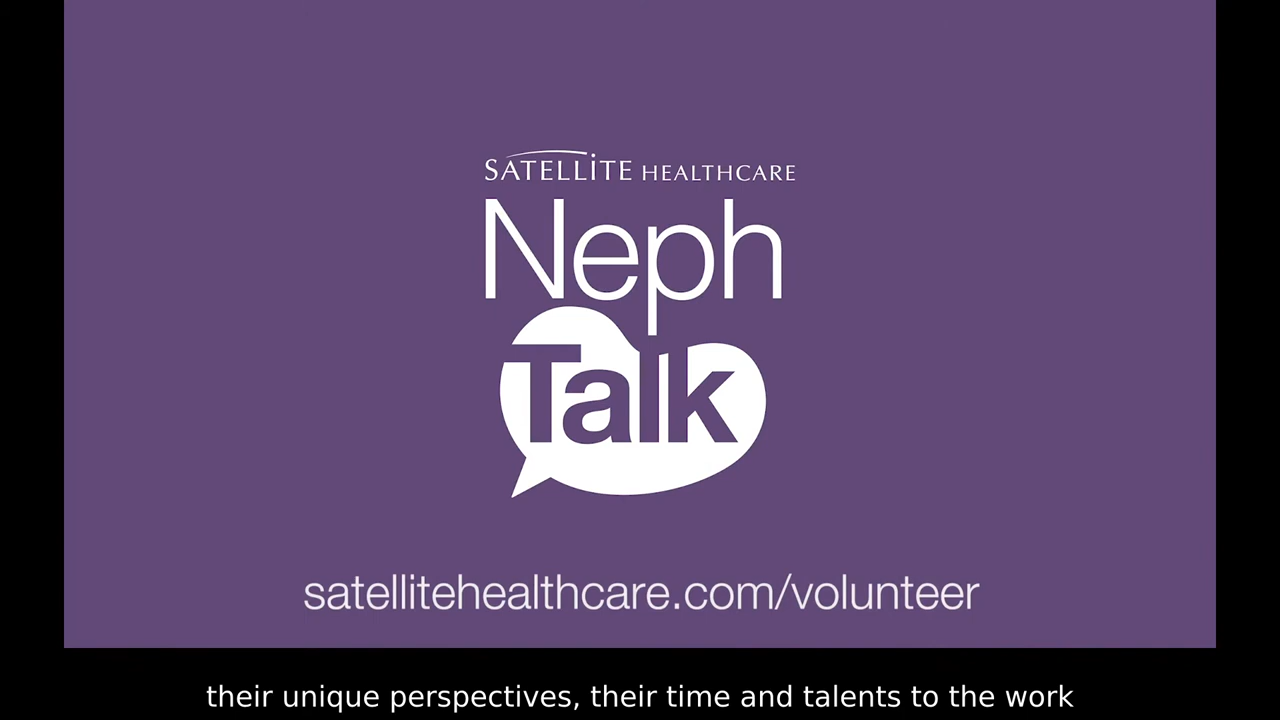 SATELLITE HEALTHCARE
Neph
Talk
satellitehealthcare.com/volunteer
their unique perspectives, their time and talents to the work